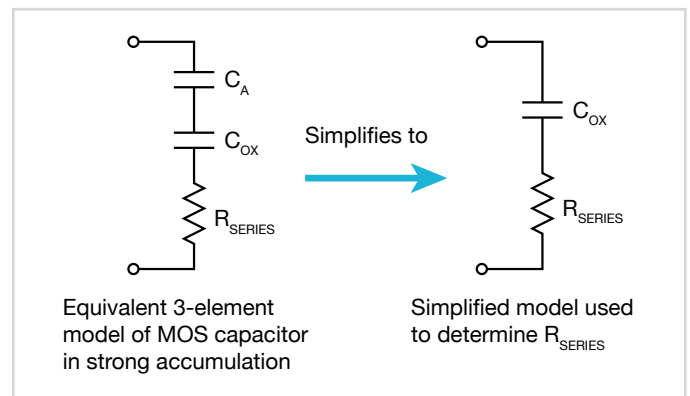 C_A
C_OX
R_SERIES
Simplifies to
C_OX
R_SERIES
Equivalent 3-element
model of MOS capacitor
in strong accumulation
Simplified model used
to determine R_SERIES